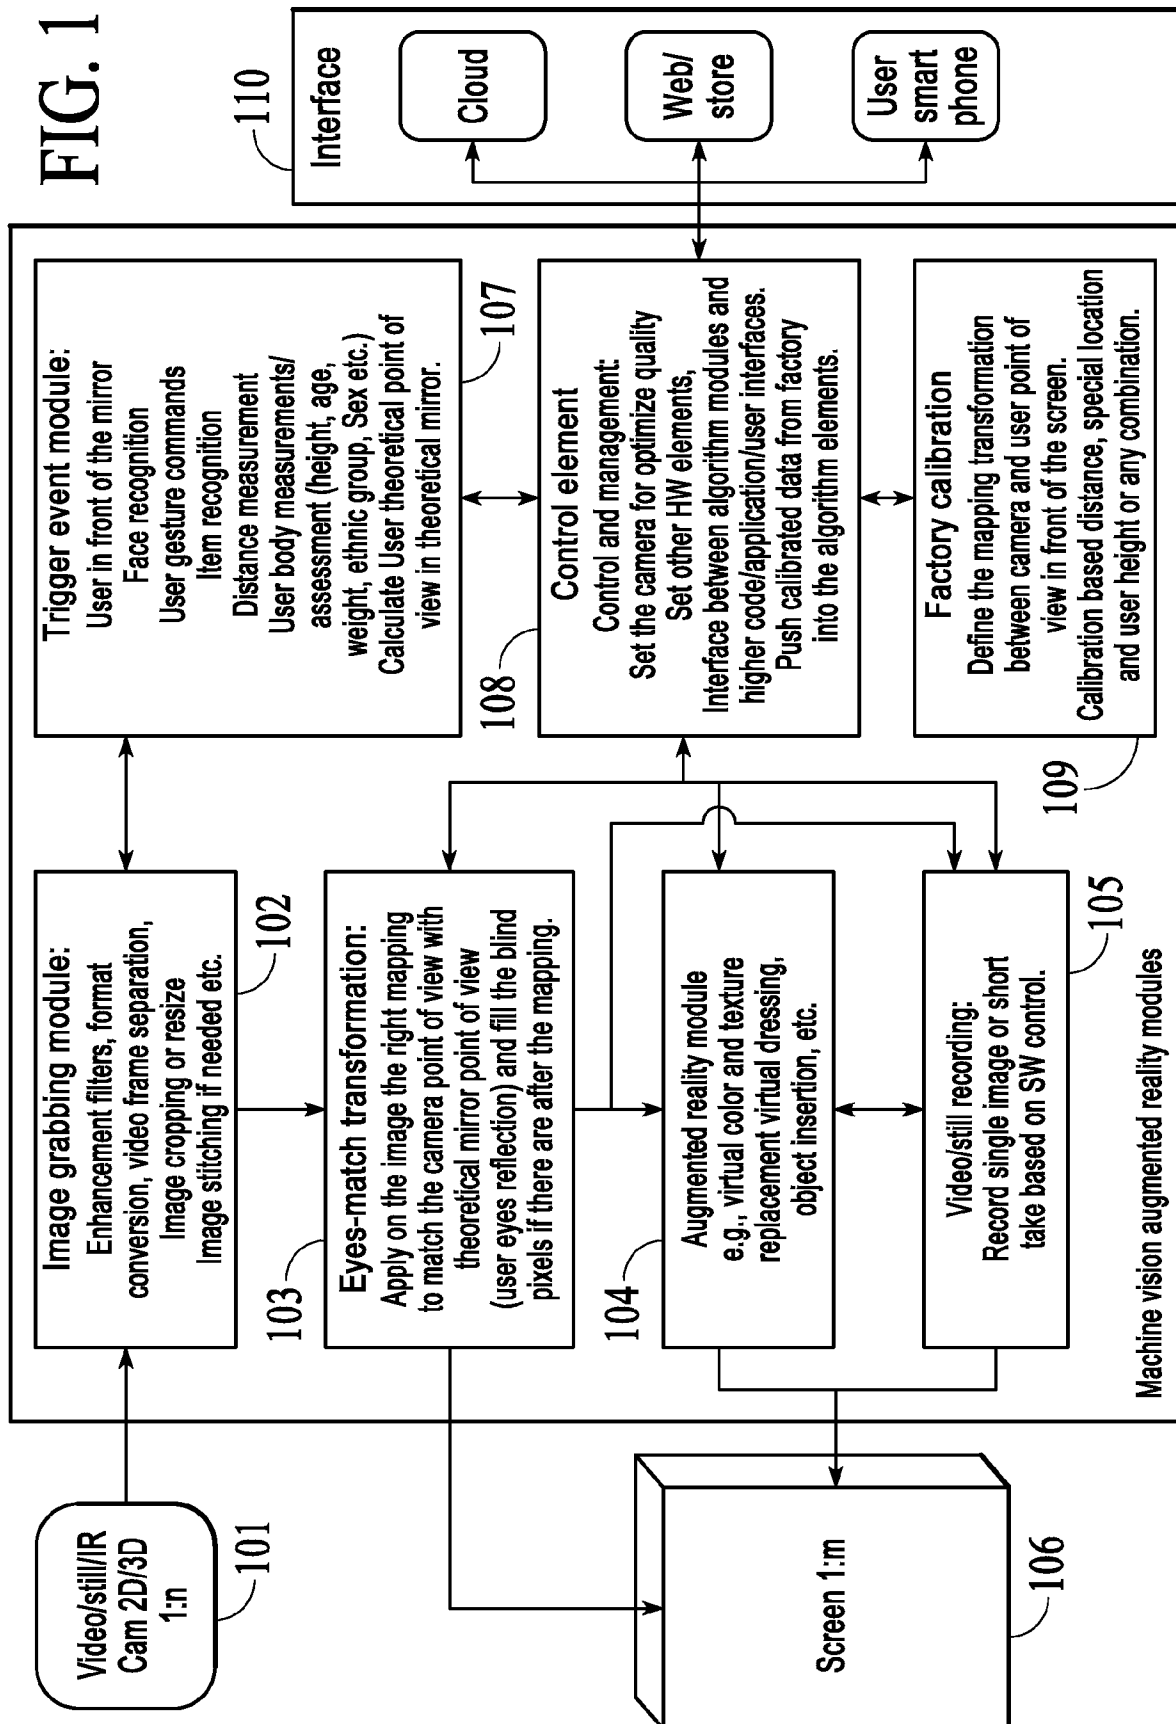 FIG. 1
Video/still/IR
Cam 2D/3D
1:n
101
Image grabbing module:
Enhancement filters, format
conversion, video frame separation,
Image cropping or resize
Image stitching if needed etc.
102
Trigger event module:
User in front of the mirror
Face recognition
User gesture commands
Item recognition
Distance measurement
User body measurements/
assessment (height, age,
weight, ethnic group, Sex etc.)
Calculate User theoretical point of
view in theoretical mirror.
107
110
Interface
Cloud
Web/
store
User
smart
phone
103
Eyes-match transformation:
Apply on the image the right mapping
to match the camera point of view with
theoretical mirror point of view
(user eyes reflection) and fill the blind
pixels if there are after the mapping.
108
Control element
Control and management:
Set the camera for optimize quality
Set other HW elements,
Interface between algorithm modules and
higher code/application/user interfaces.
Push calibrated data from factory
into the algorithm elements.
104
Augmented reality module
e.g., virtual color and texture
replacement virtual dressing,
object insertion, etc.
Factory calibration
Define the mapping transformation
between camera and user point of
view in front of the screen.
Calibration based distance, special location
and user height or any combination.
109
Screen 1:m
106
Video/still recording:
Record single image or short
take based on SW control.
105
Machine vision augmented reality modules